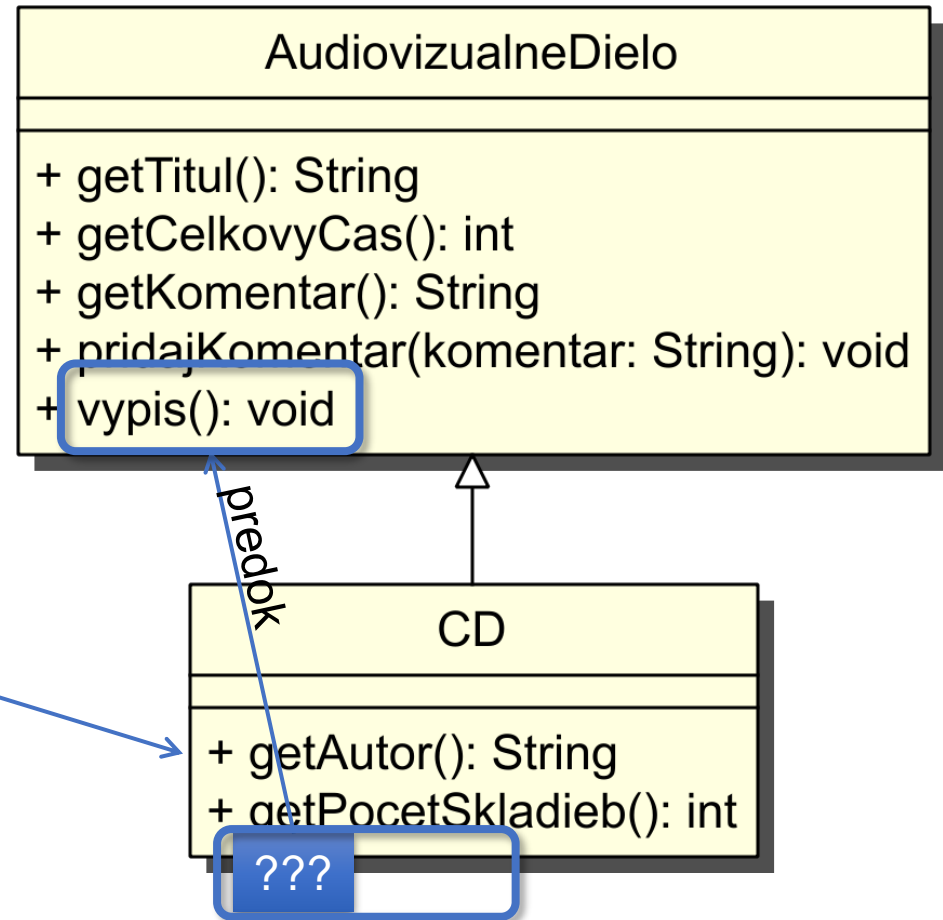 AudiovizualneDielo
+ getTitul(): String
+ getCelkovyCas(): int
+ getKomentar(): String
+ pridajKomentar(komentar: String): void
+ vypis(): void
predok
CD
+ getAutor(): String
+ getPocetSkladieb(): int
???